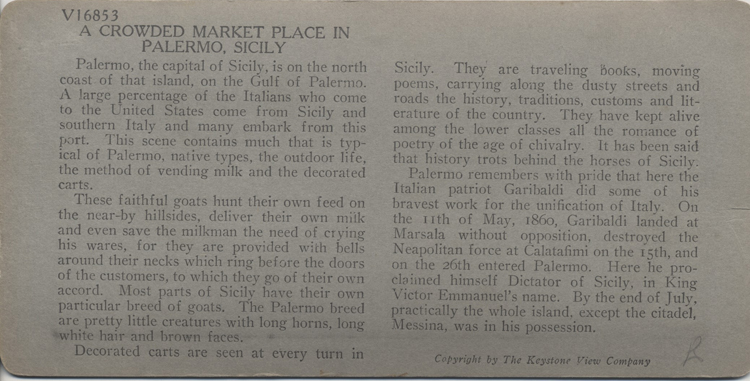 V16853
A CROWDED MARKET PLACE IN
PALERMO, SICILY
Palermo, the capital of Sicily, is on the north
coast of that island, on the Gulf of Palermo.
A large percentage of the Italians who come
to the United States come from Sicily and
southern Italy and many embark from this
port. This scene contains much that is typ-
ical of Palermo, native types, the outdoor life,
the method of vending milk and the decorated
carts.
These faithful goats hunt their own feed on
the near-by hillsides, deliver their own milk
and even save the milkman the need of crying
his wares, for they are provided with bells
around their necks which ring before the doors
of the customers, to which they go of their own
accord. Most parts of Sicily have their own
particular breed of goats. The Palermo breed
are pretty little creatures with long horns, long
white hair and brown faces.
Decorated carts are seen at every turn in
Sicily. They are traveling books, moving
poems, carrying along the dusty streets and
roads the history, traditions, customs and lit-
erature of the country. They have kept alive
among the lower classes all the romance of
poetry of the age of chivalry. It has been said
that history trots behind the horses of Sicily.
Palermo remembers with pride that here the
Italian patriot Garibaldi did some of his
bravest work for the unification of Italy. On
the 11th of May, 1860, Garibaldi landed at
Marsala without opposition, destroyed the
Neapolitan force at Calatafimi on the 15th, and
on the 26th entered Palermo. Here he pro-
claimed himself Dictator of Sicily, in King
Victor Emmanuel's name. By the end of July,
practically the whole island, except the citadel,
Messina, was in his possession.
Copyright by The Keystone View Company